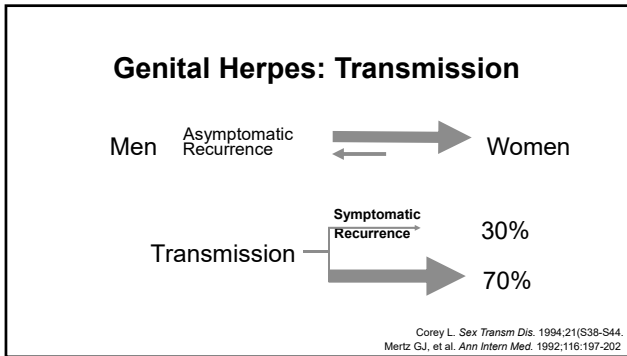 Genital Herpes: Transmission
Men
Asymptomatic
Recurrence
Women
Transmission
Symptomatic
Recurrence
30%
70%
Corey L. Sex Transm Dis. 1994;21(S38-S44.
Mertz GJ, et al. Ann Intern Med. 1992;116:197-202